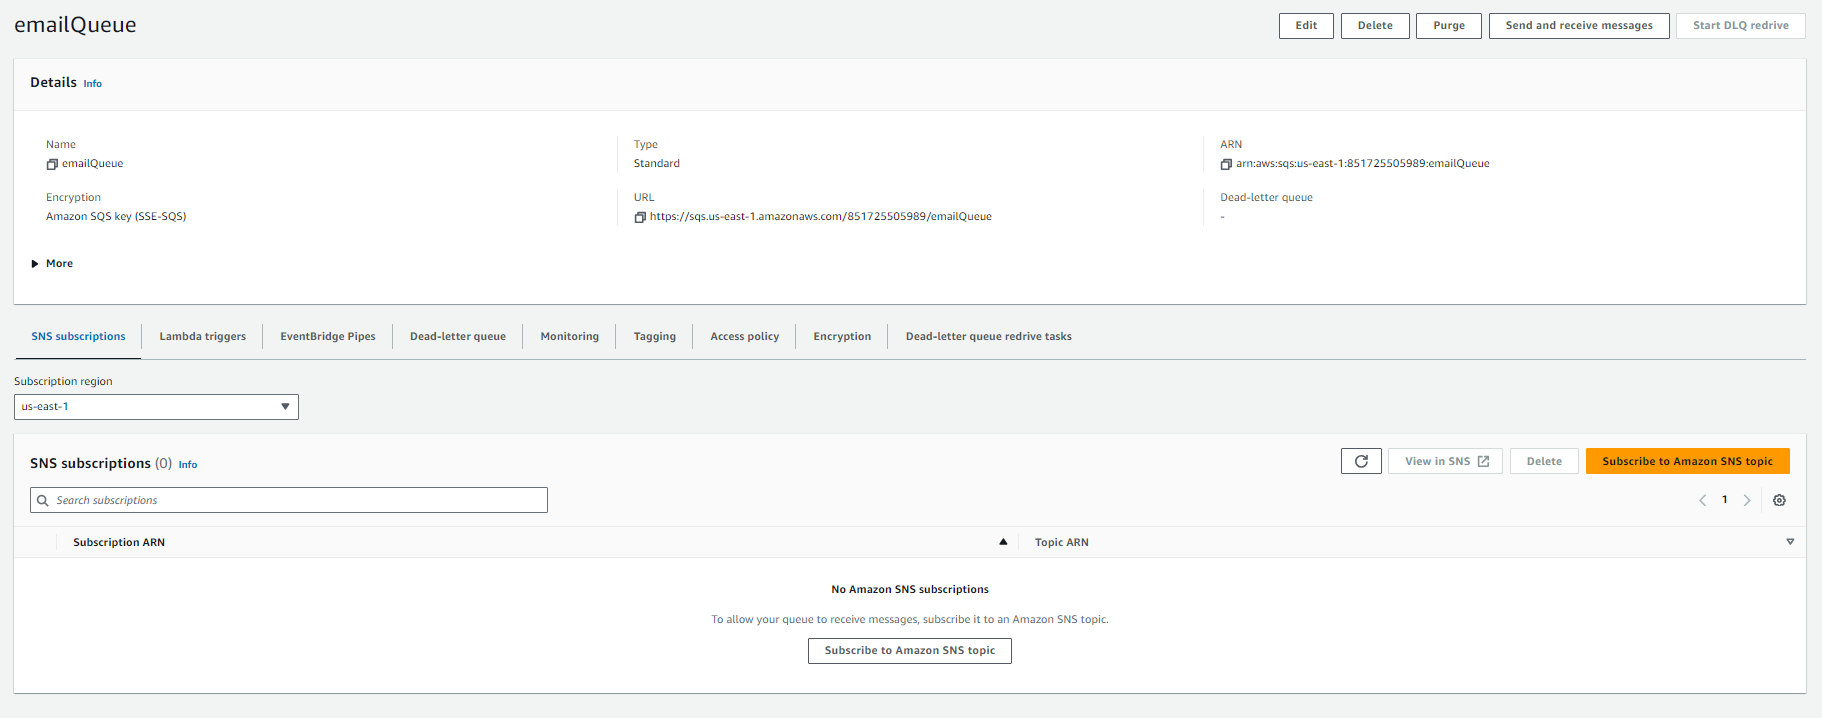 emailQueue
Edit
Delete
Purge
Send and receive messages
Start DLQ redrive
Details Info
Name
emailQueue
Type
Standard
ARN
arn:aws:sqs:us-east-1:851725505989:emailQueue
Encryption
Amazon SQS key (SSE-SQS)
URL
https://sqs.us-east-1.amazonaws.com/851725505989/emailQueue
Dead-letter queue
-
More
SNS subscriptions
Lambda triggers
EventBridge Pipes
Dead-letter queue
Monitoring
Tagging
Access policy
Encryption
Dead-letter queue redrive tasks
Subscription region
us-east-1
SNS subscriptions (0) Info
View in SNS
Delete
Subscribe to Amazon SNS topic
Search subscriptions
1
Subscription ARN
Topic ARN
No Amazon SNS subscriptions
To allow your queue to receive messages, subscribe it to an Amazon SNS topic.
Subscribe to Amazon SNS topic